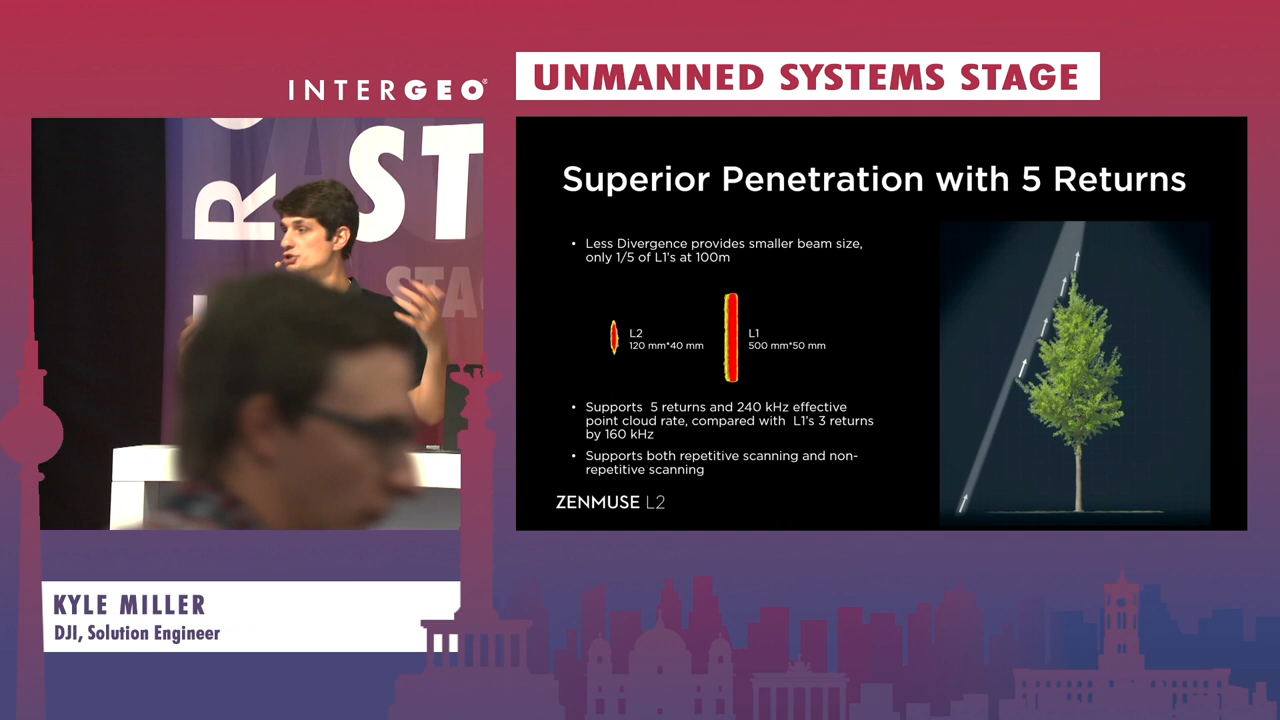 INTERGEO®
UNMANNED SYSTEMS STAGE
R
ST
STA
Superior Penetration with 5 Returns
• Less Divergence provides smaller beam size,
only 1/5 of L1's at 100m
L2
120 mm*40 mm
L1
500 mm*50 mm
• Supports 5 returns and 240 kHz effective
point cloud rate, compared with L1's 3 returns
by 160 kHz
• Supports both repetitive scanning and non-
repetitive scanning
ZENMUSE L2
KYLE MILLER
DJI, Solution Engineer